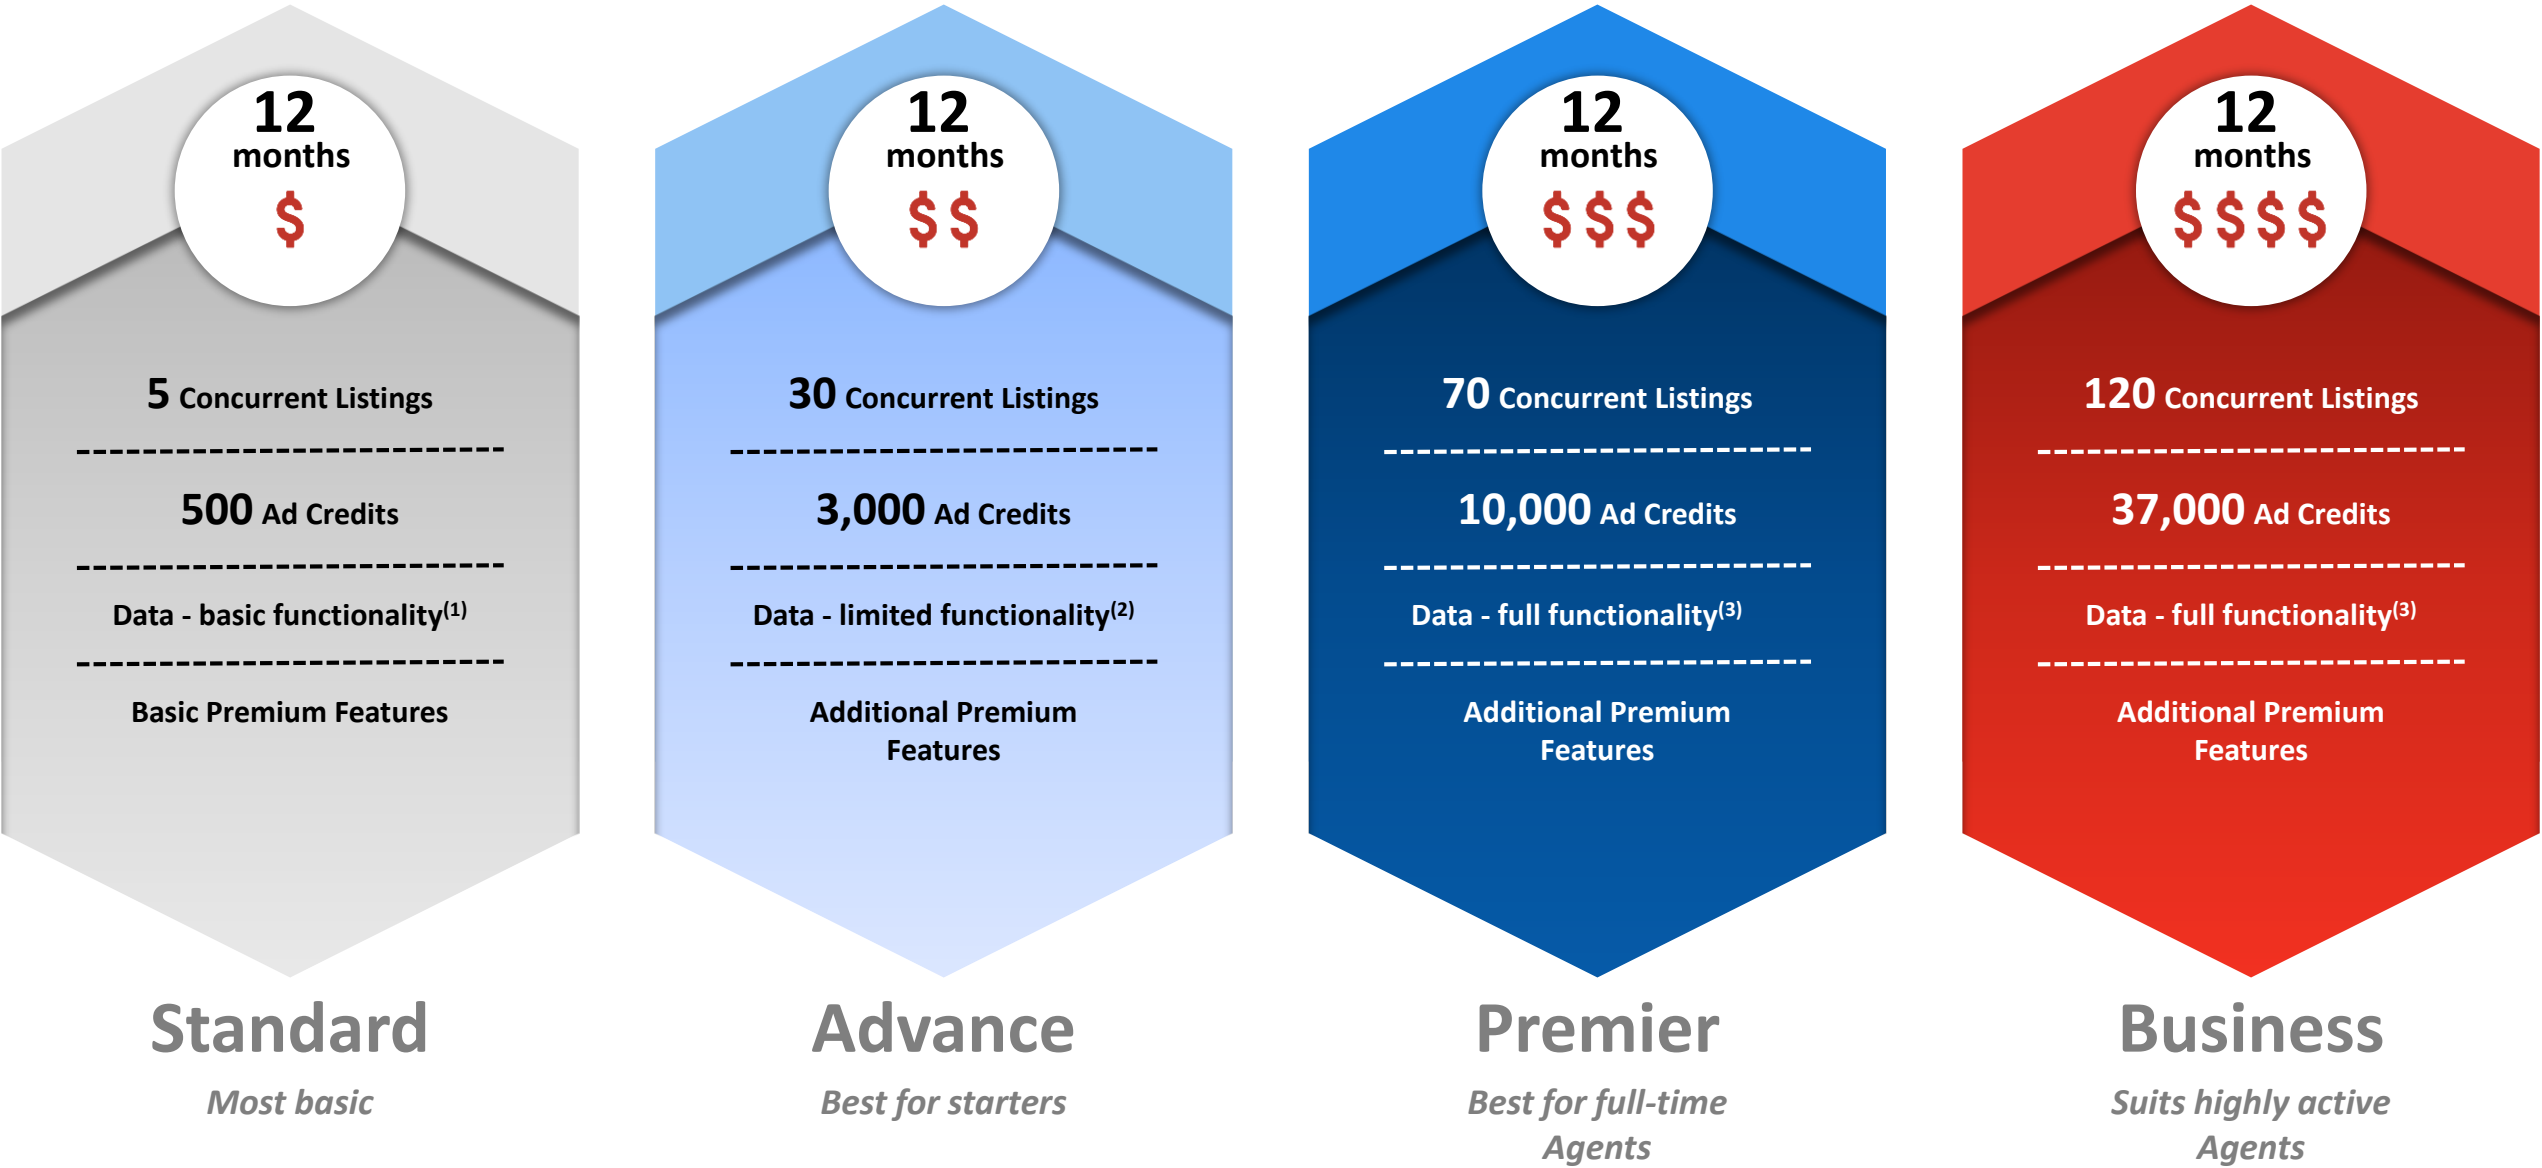 12
months
$
5 Concurrent Listings
500 Ad Credits
Data - basic functionality(1)
Basic Premium Features
Standard
Most basic
12
months
$ $
30 Concurrent Listings
3,000 Ad Credits
Data - limited functionality(2)
Additional Premium
Features
Advance
Best for starters
12
months
$ $ $
70 Concurrent Listings
10,000 Ad Credits
Data - full functionality(3)
Additional Premium
Features
Premier
Best for full-time
Agents
12
months
$ $ $ $
120 Concurrent Listings
37,000 Ad Credits
Data - full functionality(3)
Additional Premium
Features
Business
Suits highly active
Agents